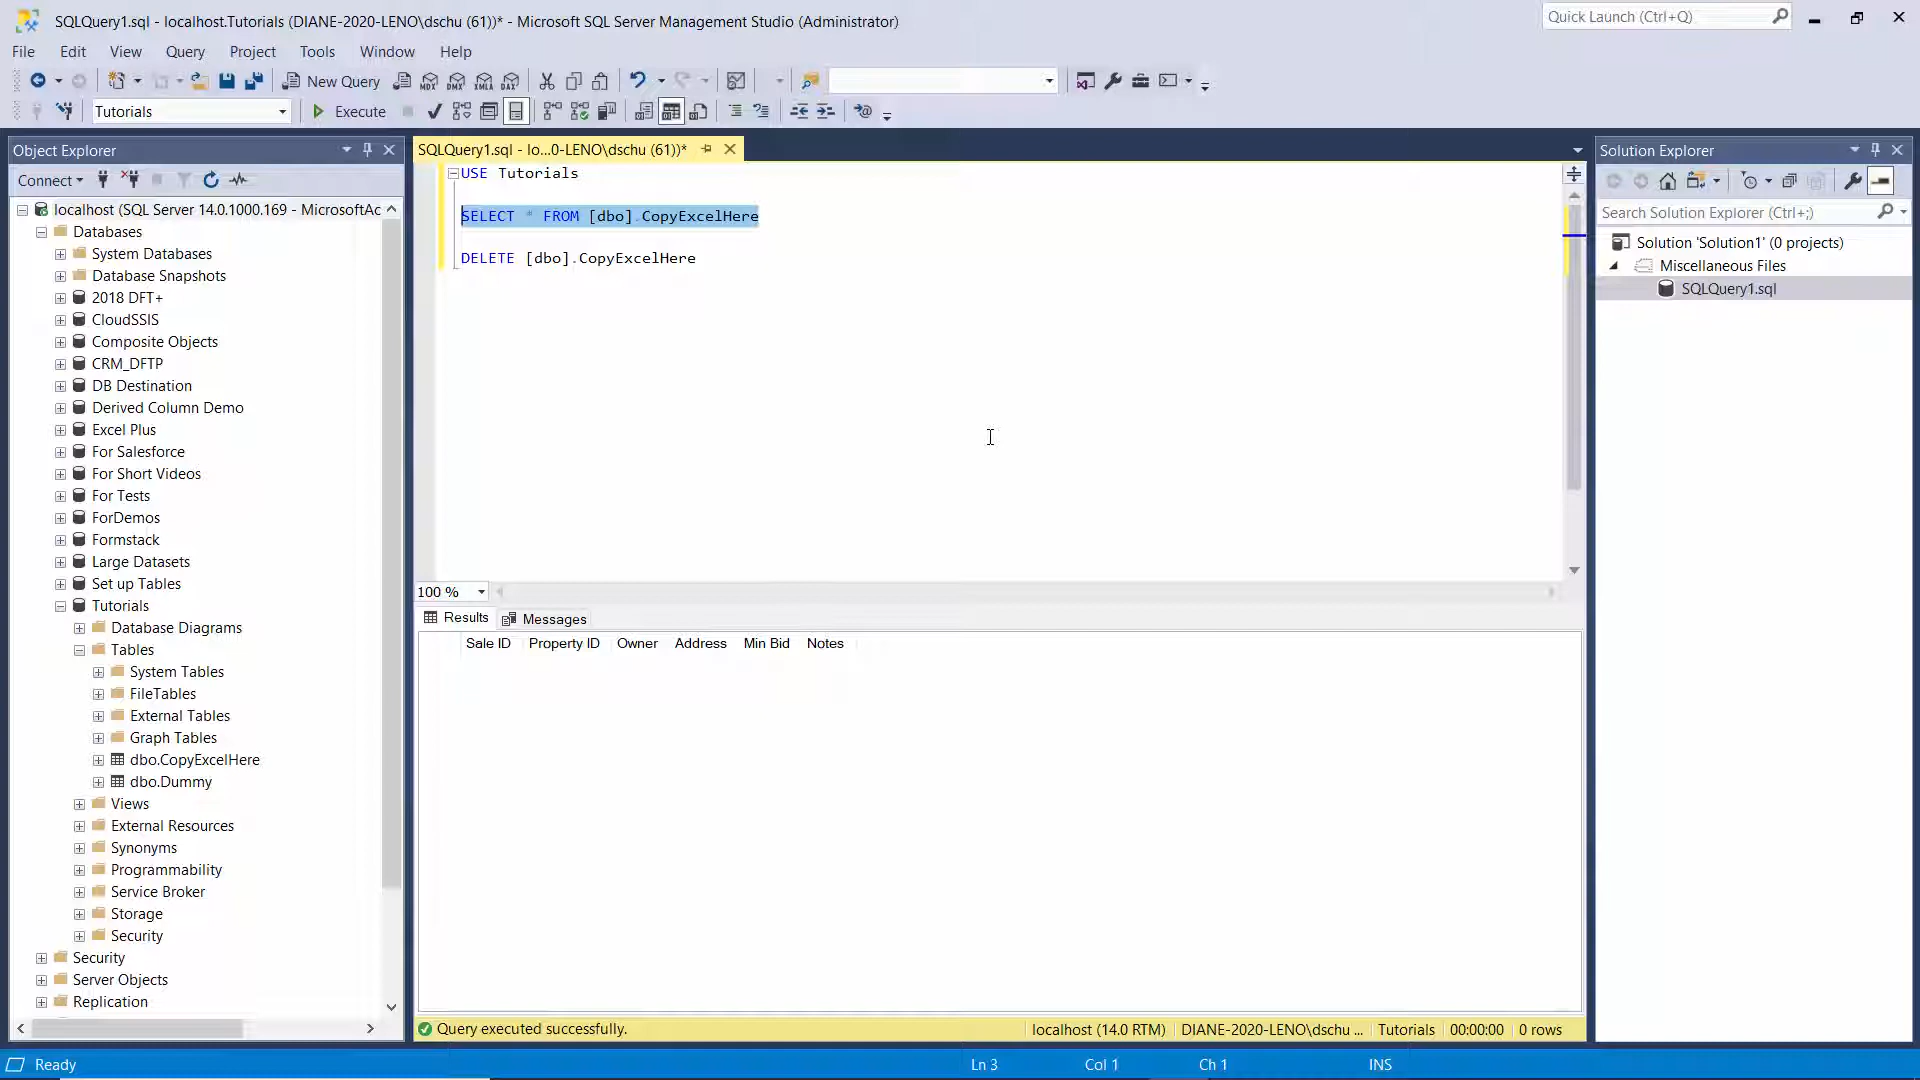 SQLQuery1.sql - localhost.Tutorials (DIANE-2020-LENO\dschu (61))* - Microsoft SQL Server Management Studio (Administrator)
Quick Launch (Ctrl+Q)
File Edit View Query Project Tools Window Help
New Query MDX DMX XMLA DAX
Tutorials Execute
Object Explorer
Connect
localhost (SQL Server 14.0.1000.169 - MicrosoftAc
Databases
System Databases
Database Snapshots
2018 DFT+
CloudSSIS
Composite Objects
CRM_DFTP
DB Destination
Derived Column Demo
Excel Plus
For Salesforce
For Short Videos
For Tests
ForDemos
Formstack
Large Datasets
Set up Tables
Tutorials
Database Diagrams
Tables
System Tables
FileTables
External Tables
Graph Tables
dbo.CopyExcelHere
dbo.Dummy
Views
External Resources
Synonyms
Programmability
Service Broker
Storage
Security
Security
Server Objects
Replication
SQLQuery1.sql - lo...0-LENO\dschu (61))*
USE Tutorials
SELECT * FROM [dbo].CopyExcelHere
DELETE [dbo].CopyExcelHere
100 %
Results Messages
Sale ID Property ID Owner Address Min Bid Notes
Query executed successfully. localhost (14.0 RTM) DIANE-2020-LENO\dschu ... Tutorials 00:00:00 0 rows
Solution Explorer
Search Solution Explorer (Ctrl+;)
Solution 'Solution1' (0 projects)
Miscellaneous Files
SQLQuery1.sql
Ready Ln 3 Col 1 Ch 1 INS